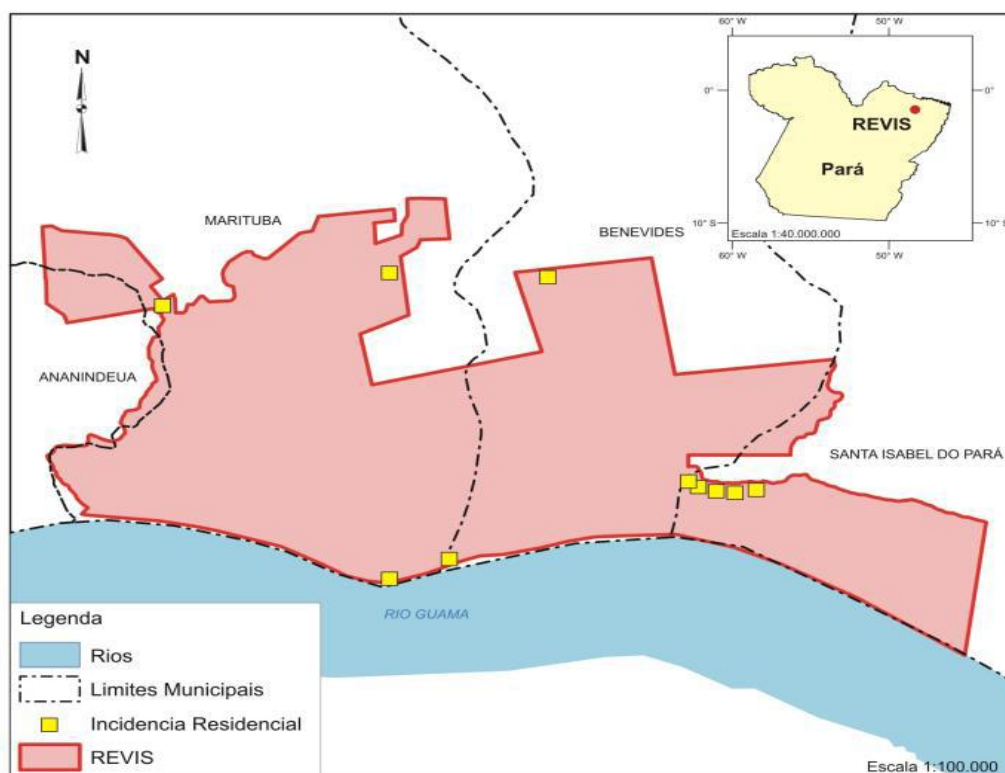 60° W
50° W
N
0°
0°
REVIS
Pará
MARITUBA
BENEVIDES
10° S
10° S
Escala 1:40.000.000
60° W
50° W
ANANINDEUA
SANTA ISABEL DO PARÁ
RIO GUAMA
Legenda
Rios
Limites Municipais
Incidencia Residencial
REVIS
Escala 1:100.000